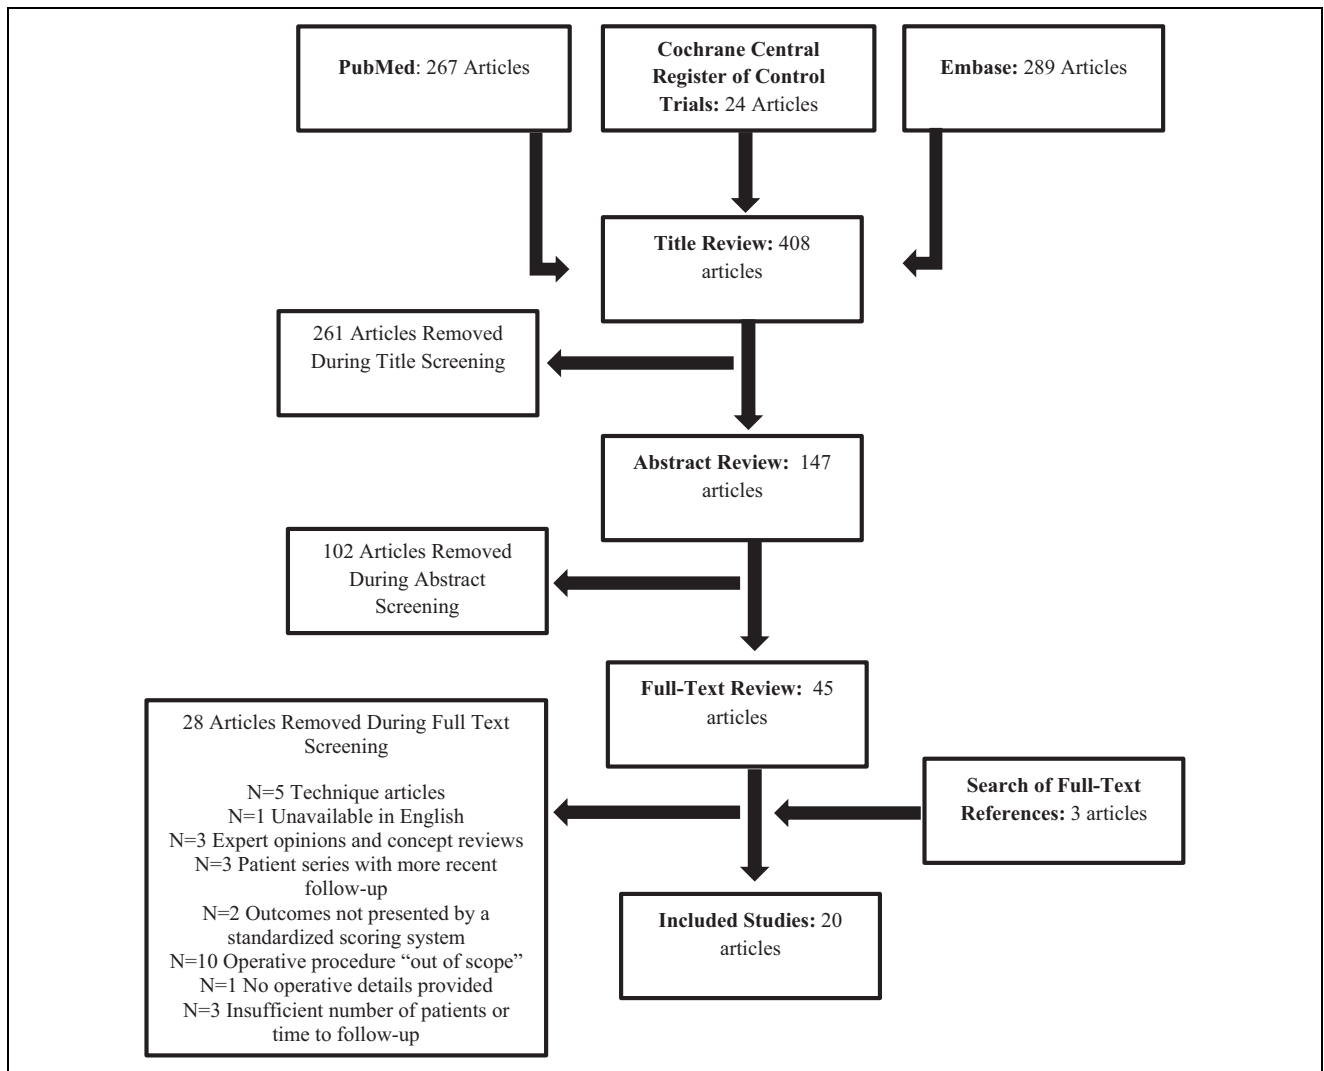 PubMed: 267 Articles
Cochrane Central
Register of Control
Trials: 24 Articles
Embase: 289 Articles
Title Review: 408
articles
261 Articles Removed
During Title Screening
Abstract Review: 147
articles
102 Articles Removed
During Abstract
Screening
Full-Text Review: 45
articles
28 Articles Removed During Full Text
Screening
N=5 Technique articles
N=1 Unavailable in English
N=3 Expert opinions and concept reviews
N=3 Patient series with more recent
follow-up
N=2 Outcomes not presented by a
standardized scoring system
N=10 Operative procedure “out of scope”
N=1 No operative details provided
N=3 Insufficient number of patients or
time to follow-up
Search of Full-Text
References: 3 articles
Included Studies: 20
articles